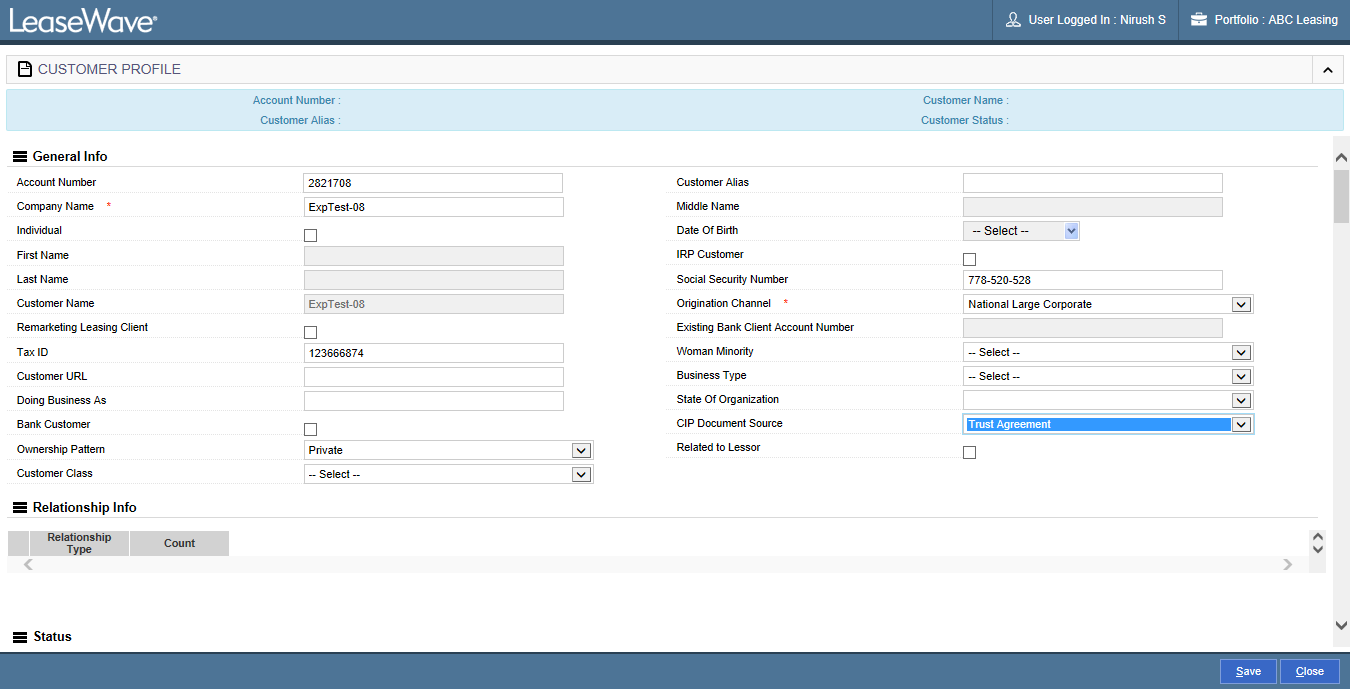 LeaseWave®
User Logged In : Nirush S
Portfolio : ABC Leasing
CUSTOMER PROFILE
Account Number :
Customer Name :
Customer Alias :
Customer Status :
General Info
Account Number 2821708
Customer Alias
Company Name * ExpTest-08
Middle Name
Individual
Date Of Birth -- Select --
First Name
IRP Customer
Last Name
Social Security Number 778-520-528
Customer Name ExpTest-08
Origination Channel * National Large Corporate
Remarketing Leasing Client
Existing Bank Client Account Number
Tax ID 123666874
Woman Minority -- Select --
Customer URL
Business Type -- Select --
Doing Business As
State Of Organization
Bank Customer
CIP Document Source Trust Agreement
Ownership Pattern Private
Related to Lessor
Customer Class -- Select --
Relationship Info
Relationship
Type
Count
Status
Save
Close